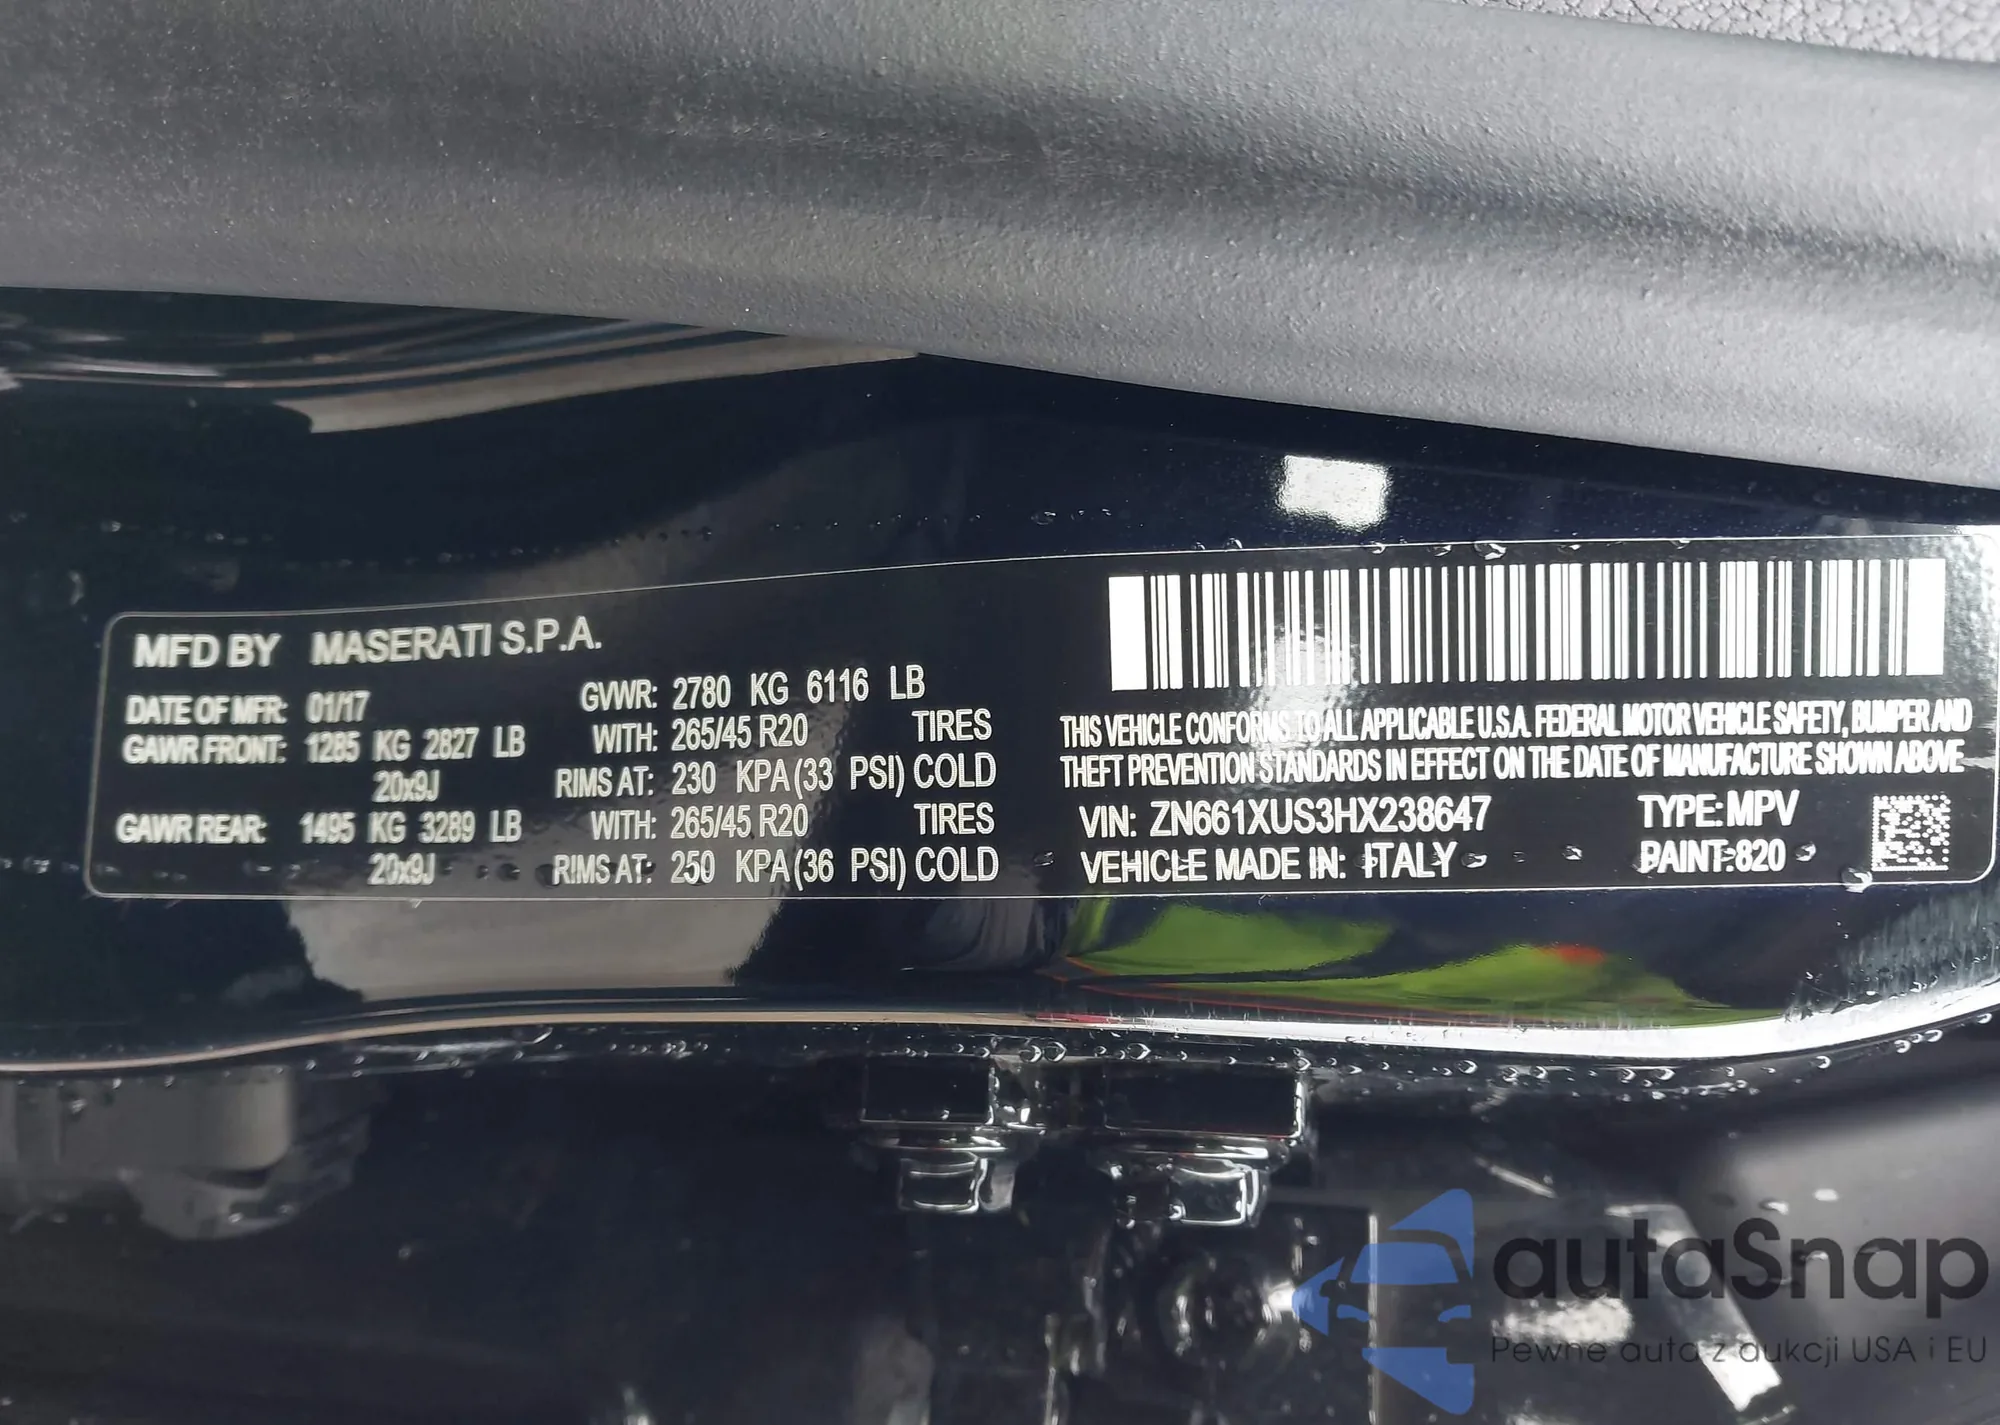 MFD BY MASERATI S.P.A.
DATE OF MFR: 01/17 GVWR: 2780 KG 6116 LB
GAWR FRONT: 1285 KG 2827 LB WITH: 265/45 R20 TIRES
20x9J RIMS AT: 230 KPA(33 PSI) COLD
GAWR REAR: 1495 KG 3289 LB WITH: 265/45 R20 TIRES
20x9J RIMS AT: 250 KPA(36 PSI) COLD
THIS VEHICLE CONFORMS TO ALL APPLICABLE U.S.A. FEDERAL MOTOR VEHICLE SAFETY, BUMPER AND
THEFT PREVENTION STANDARDS IN EFFECT ON THE DATE OF MANUFACTURE SHOWN ABOVE
VIN: ZN661XUS3HX238647 TYPE: MPV
VEHICLE MADE IN: ITALY PAINT: 820
autaSnap
Pewne auta z aukcji USA i EU